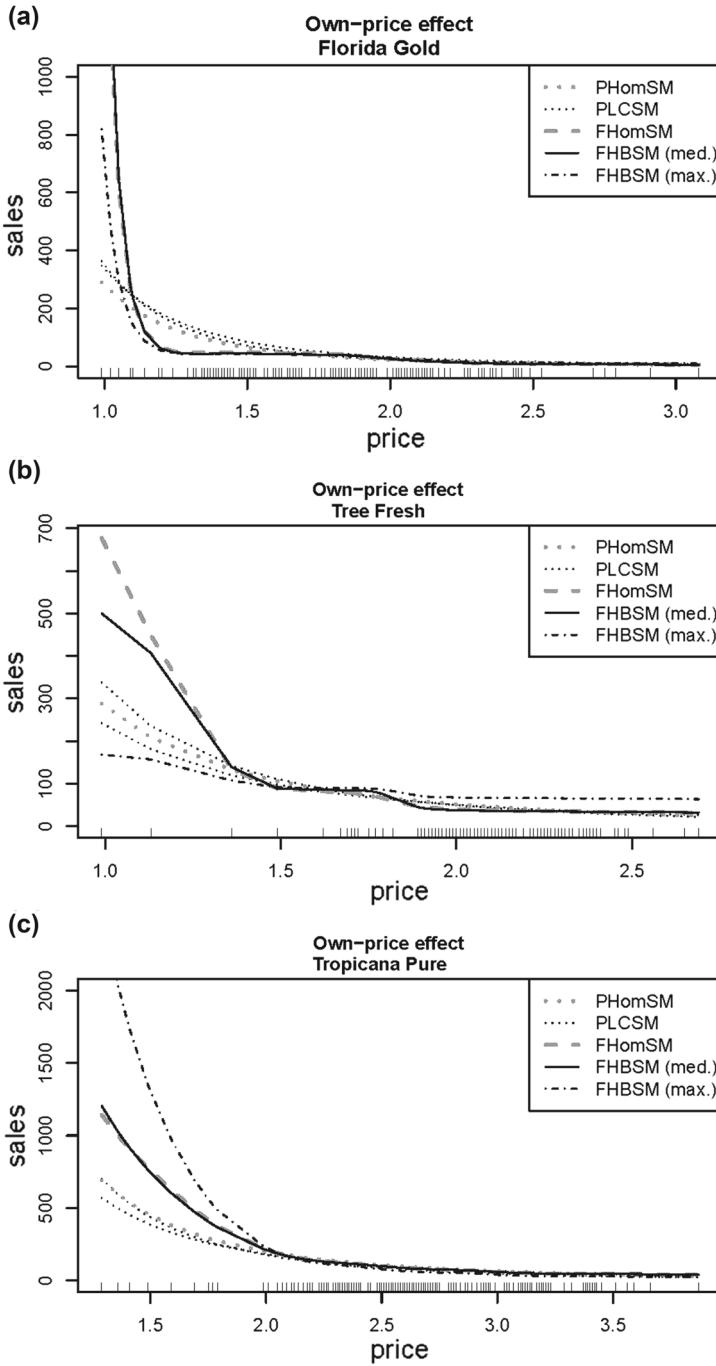 (a)
Own-price effect
Florida Gold
1000
800
600
400
200
0
sales
PHomSM
PLCSM
FHomSM
FHBSM (med.)
FHBSM (max.)
1.0 1.5 2.0 2.5 3.0
price
(b)
Own-price effect
Tree Fresh
700
500
300
100
0
sales
PHomSM
PLCSM
FHomSM
FHBSM (med.)
FHBSM (max.)
1.0 1.5 2.0 2.5
price
(c)
Own-price effect
Tropicana Pure
2000
1500
1000
500
0
sales
PHomSM
PLCSM
FHomSM
FHBSM (med.)
FHBSM (max.)
1.5 2.0 2.5 3.0 3.5
price